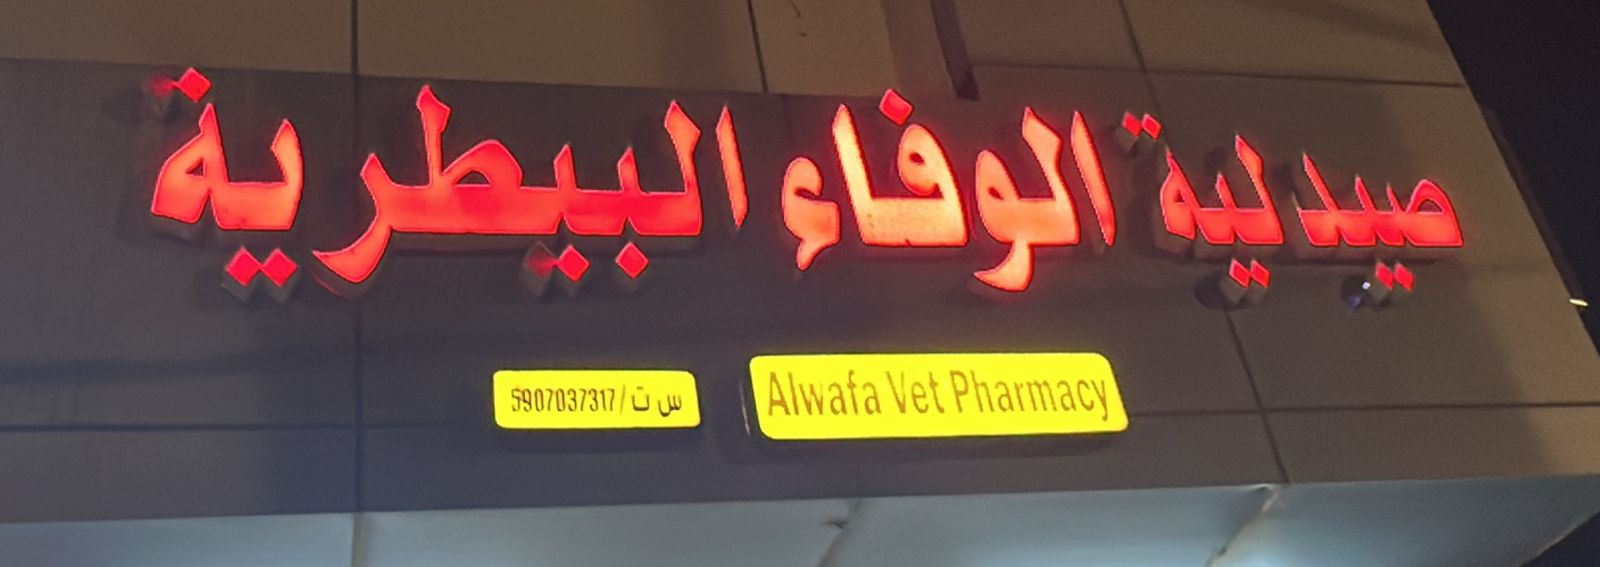 صيدلية الوفاء البيطرية
Alwafa Vet Pharmacy
س ت/5907037317